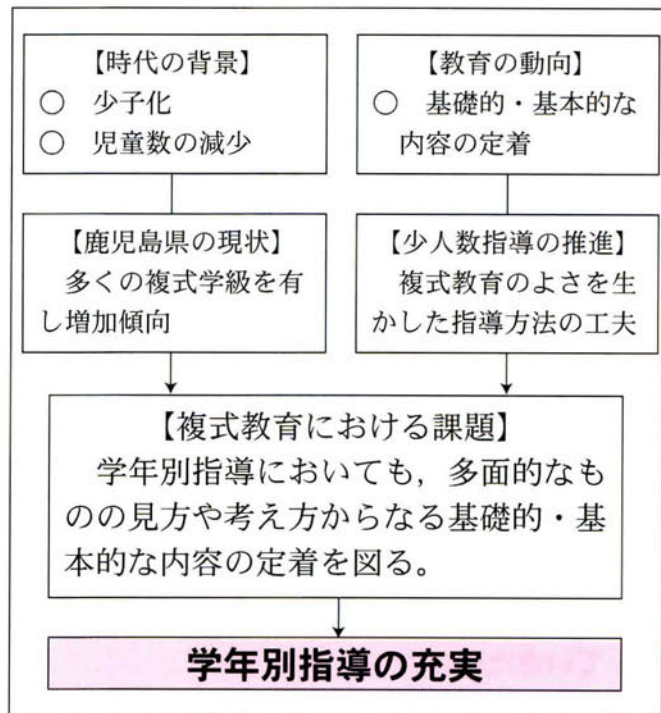 【時代の背景】
○ 少子化
○ 児童数の減少
【教育の動向】
○ 基礎的・基本的な
内容の定着
【鹿児島県の現状】
多くの複式学級を有
し増加傾向
【少人数指導の推進】
複式教育のよさを生
かした指導方法の工夫
【複式教育における課題】
学年別指導においても，多面的なも
のの見方や考え方からなる基礎的・基
本的な内容の定着を図る。
学年別指導の充実